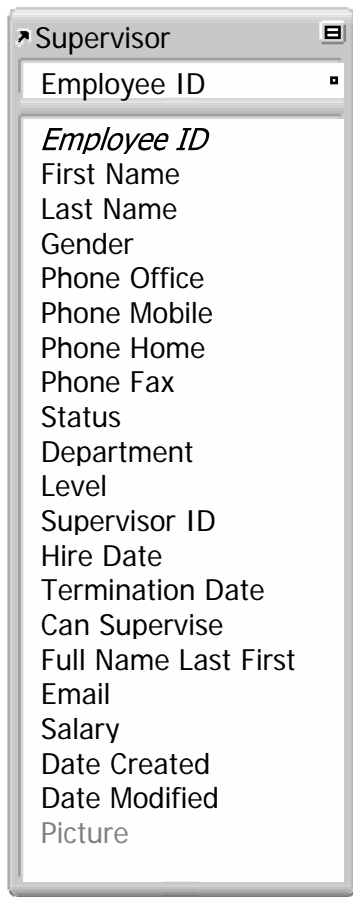 Supervisor
Employee ID
Employee ID
First Name
Last Name
Gender
Phone Office
Phone Mobile
Phone Home
Phone Fax
Status
Department
Level
Supervisor ID
Hire Date
Termination Date
Can Supervise
Full Name Last First
Email
Salary
Date Created
Date Modified
Picture